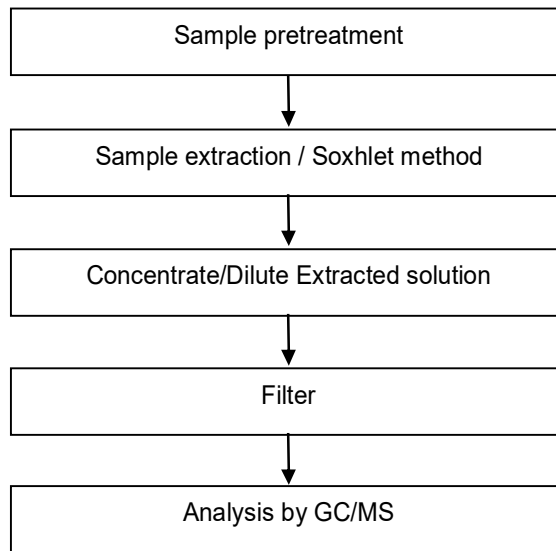 Sample pretreatment
Sample extraction / Soxhlet method
Concentrate/Dilute Extracted solution
Filter
Analysis by GC/MS